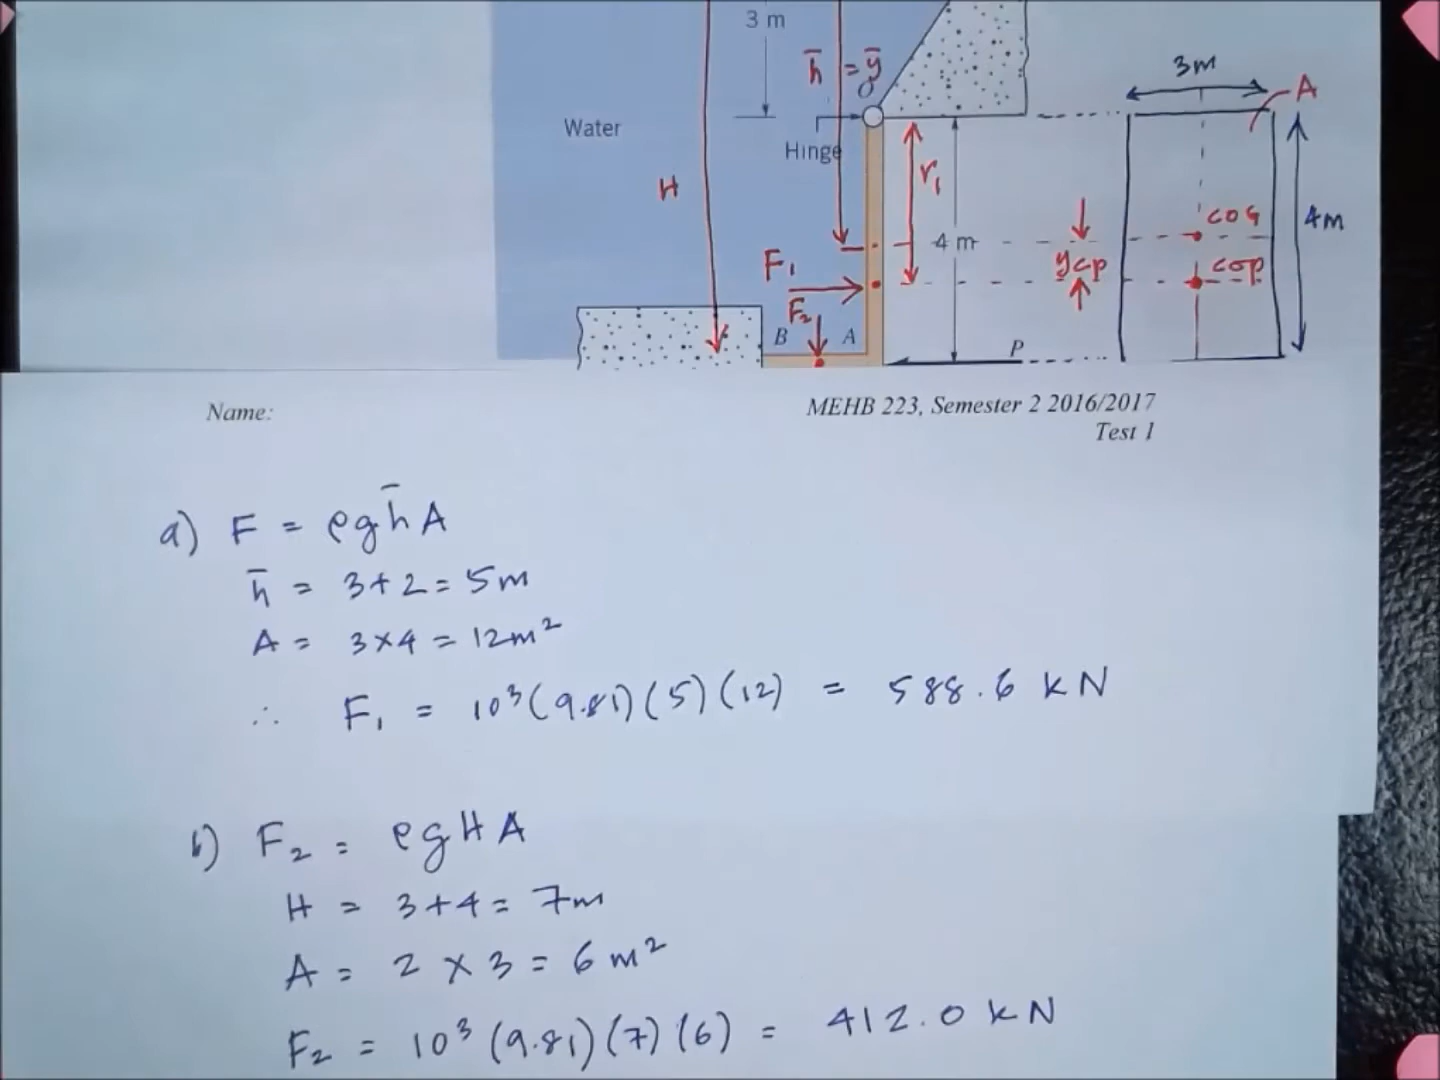 3 m
h̄ = ȳ
O
3m
A
Water
Hinge
H
r₁
COG
4 m
4m
F₁
ycp
COP
F₂
B
A
P
Name:
MEHB 223, Semester 2 2016/2017
Test 1
a) F = ρgh̄A
h̄ = 3+2 = 5m
A = 3×4 = 12m²
∴ F₁ = 10³(9.81)(5)(12) = 588.6 kN
b) F₂ = ρgHA
H = 3+4 = 7m
A = 2 × 3 = 6 m²
F₂ = 10³ (9.81)(7)(6) = 412.0 kN